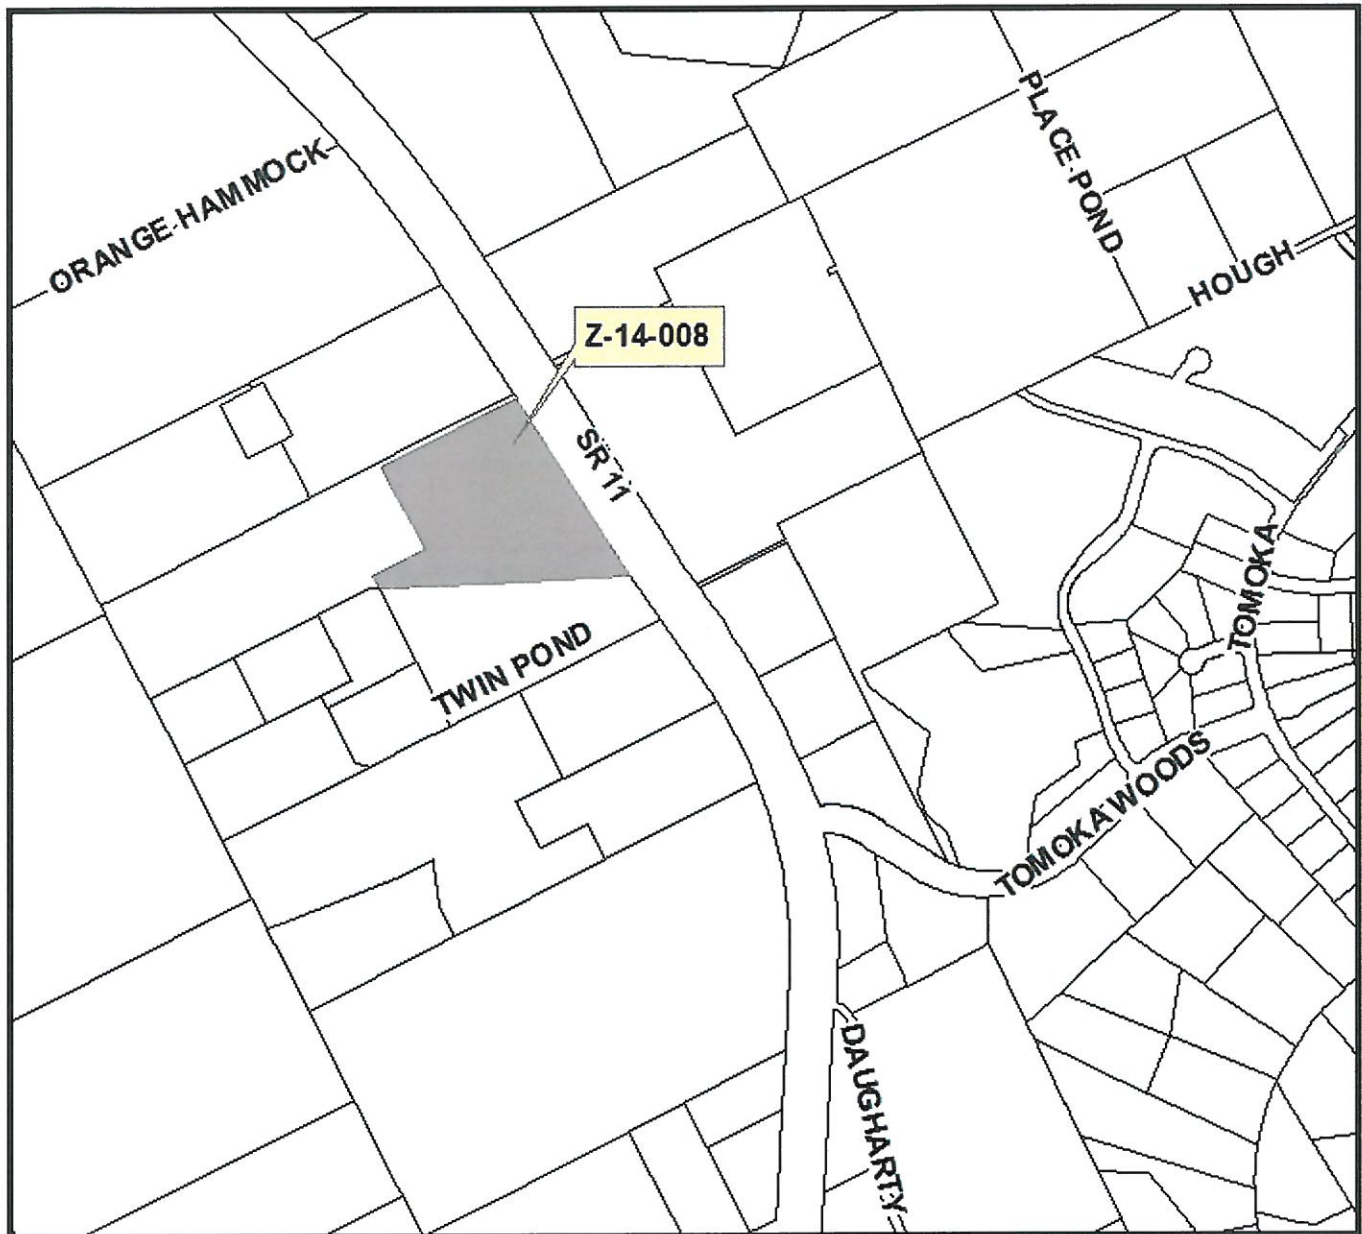 PLACE POND
ORANGE HAMMOCK
HOUGH
Z-14-008
SR 11
TOMOKA
TWIN POND
TOMOKA WOODS
DAUGHARTY